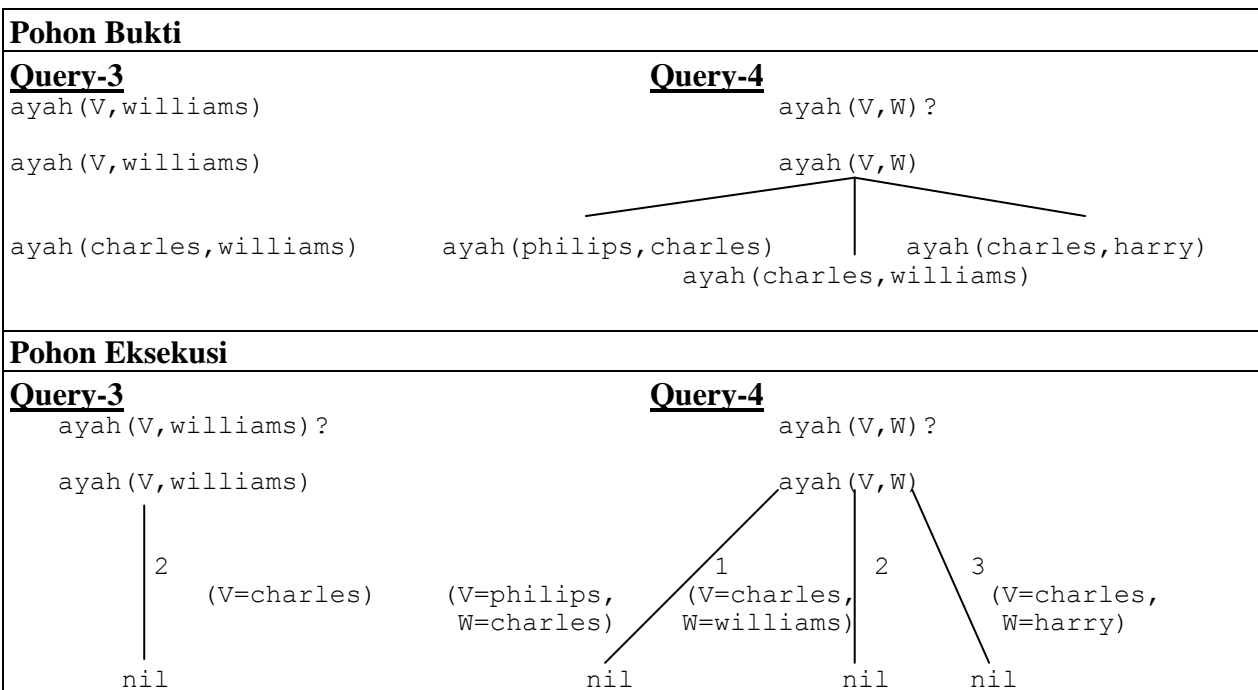 Pohon Bukti
Query-3 Query-4
ayah(V,williams) ayah(V,W)?
ayah(V,williams) ayah(V,W)
ayah(charles,williams) ayah(philips,charles) ayah(charles,harry)
ayah(charles,williams)
Pohon Eksekusi
Query-3 Query-4
ayah(V,williams)? ayah(V,W)?
ayah(V,williams) ayah(V,W)
2 1 2 3
(V=charles) (V=philips, (V=charles, (V=charles,
W=charles) W=williams) W=harry)
nil nil nil nil